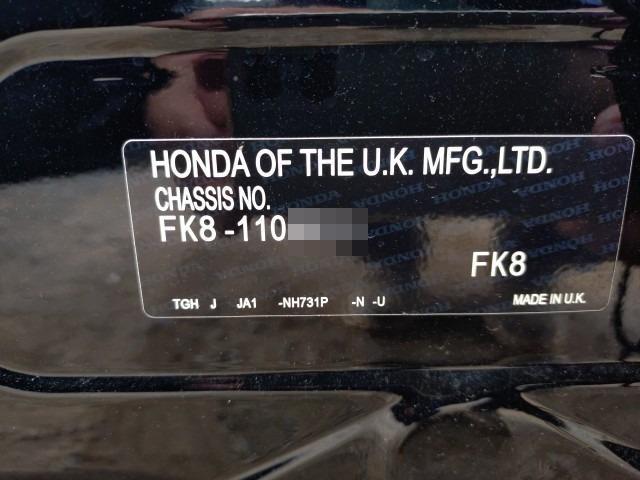 HONDA OF THE U.K. MFG.,LTD.
CHASSIS NO.
FK8 -110
FK8
TGH J JA1 -NH731P -N -U
MADE IN U.K.